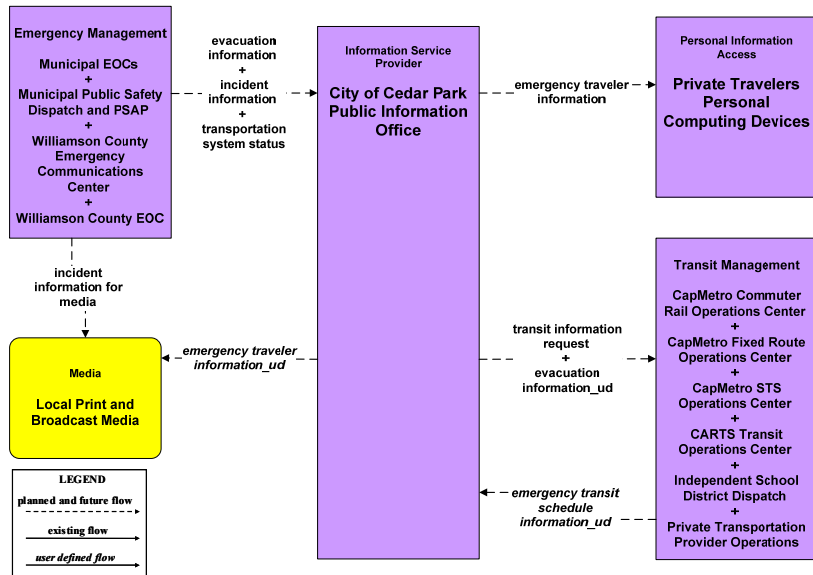 Emergency Management
Municipal EOCs
+
Municipal Public Safety
Dispatch and PSAP
+
Williamson County
Emergency
Communications
Center
+
Williamson County EOC
evacuation
information
+
incident
information
+
transportation
system status
Information Service
Provider
City of Cedar Park
Public Information
Office
emergency traveler
information
Personal Information
Access
Private Travelers
Personal
Computing Devices
incident
information for
media
Media
Local Print and
Broadcast Media
emergency traveler
information_ud
transit information
request
+
evacuation
information_ud
emergency transit
schedule
information_ud
Transit Management
CapMetro Commuter
Rail Operations Center
+
CapMetro Fixed Route
Operations Center
+
CapMetro STS
Operations Center
+
CARTS Transit
Operations Center
+
Independent School
District Dispatch
+
Private Transportation
Provider Operations
LEGEND
planned and future flow
existing flow
user defined flow